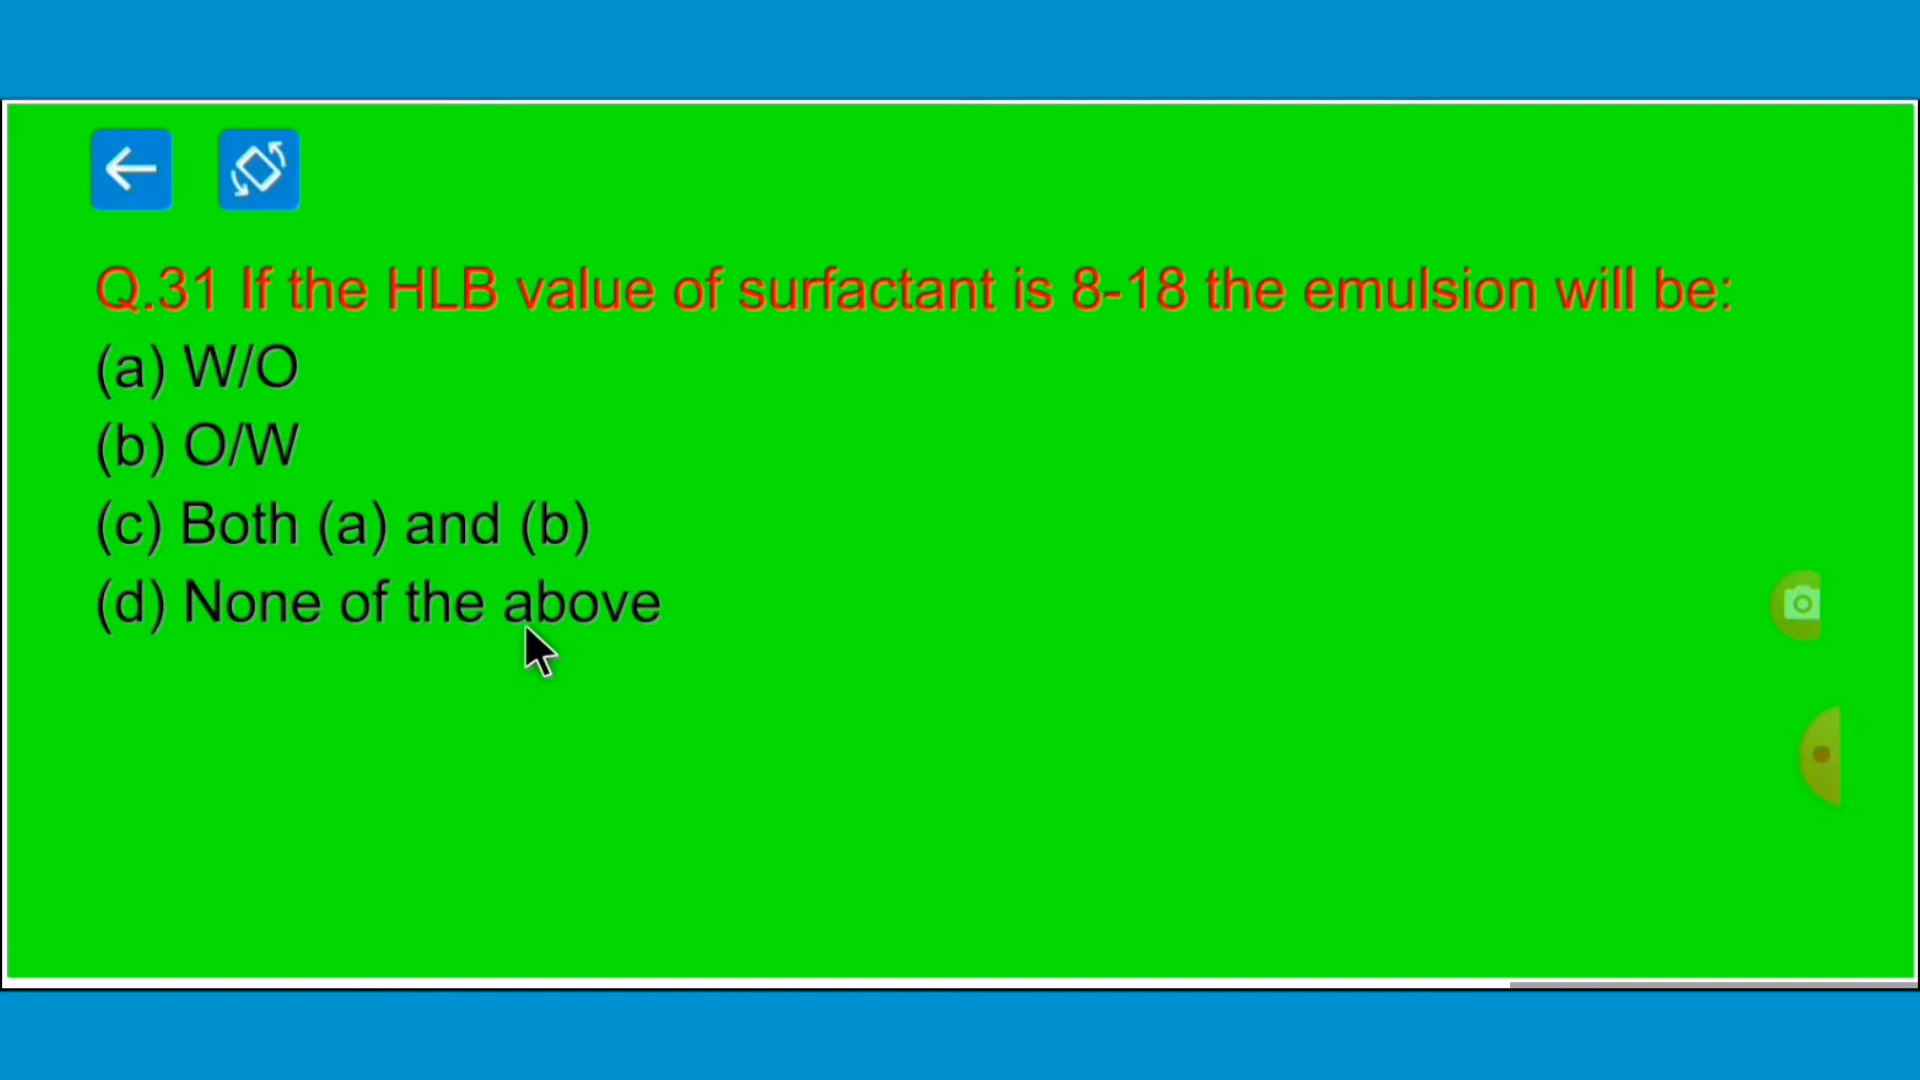 Q.31 If the HLB value of surfactant is 8-18 the emulsion will be:
(a) W/O
(b) O/W
(c) Both (a) and (b)
(d) None of the above